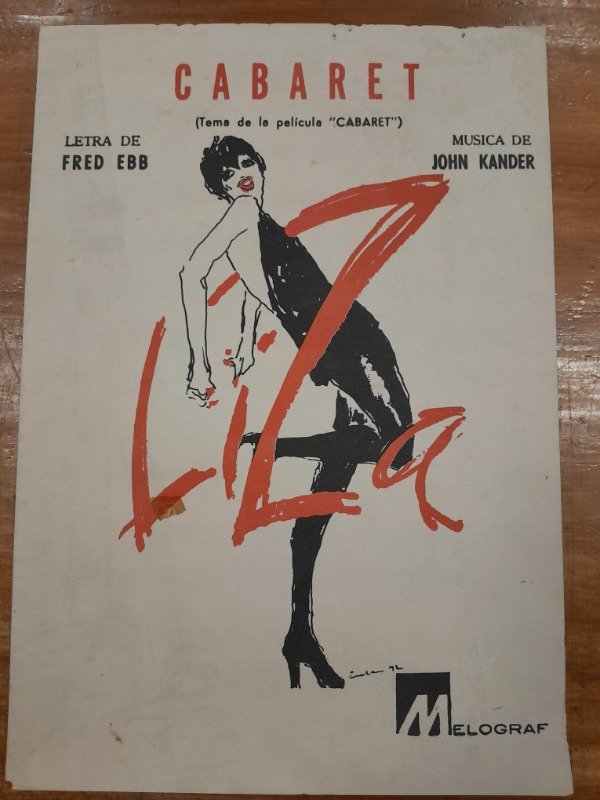 CABARET
(Tema de la película "CABARET")
LETRA DE
FRED EBB
MUSICA DE
JOHN KANDER
Liza
MELOGRAF